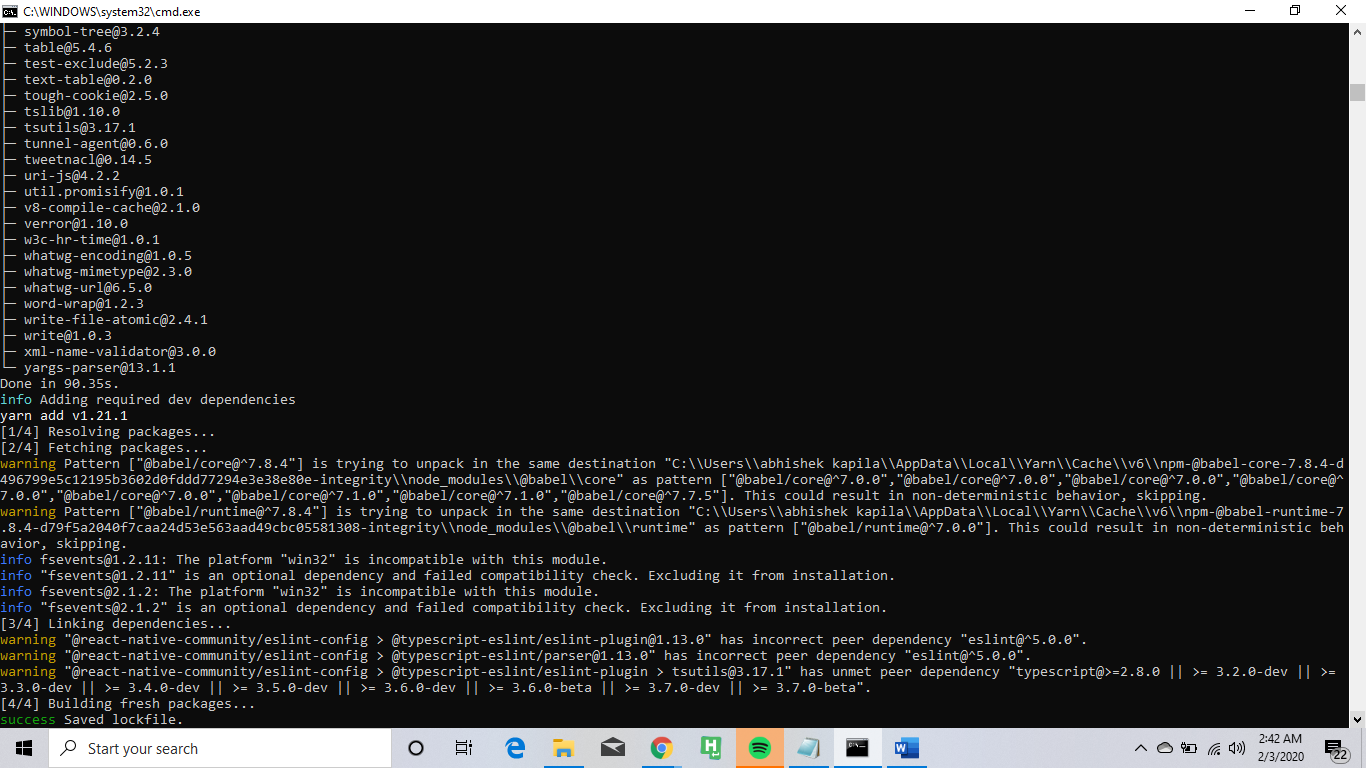 C:\WINDOWS\system32\cmd.exe
├─ symbol-tree@3.2.4
├─ table@5.4.6
├─ test-exclude@5.2.3
├─ text-table@0.2.0
├─ tough-cookie@2.5.0
├─ tslib@1.10.0
├─ tsutils@3.17.1
├─ tunnel-agent@0.6.0
├─ tweetnacl@0.14.5
├─ uri-js@4.2.2
├─ util.promisify@1.0.1
├─ v8-compile-cache@2.1.0
├─ verror@1.10.0
├─ w3c-hr-time@1.0.1
├─ whatwg-encoding@1.0.5
├─ whatwg-mimetype@2.3.0
├─ whatwg-url@6.5.0
├─ word-wrap@1.2.3
├─ write-file-atomic@2.4.1
├─ write@1.0.3
├─ xml-name-validator@3.0.0
└─ yargs-parser@13.1.1
Done in 90.35s.
info Adding required dev dependencies
yarn add v1.21.1
[1/4] Resolving packages...
[2/4] Fetching packages...
warning Pattern ["@babel/core@^7.8.4"] is trying to unpack in the same destination "C:\\Users\\abhishek kapila\\AppData\\Local\\Yarn\\Cache\\v6\\npm-@babel-core-7.8.4-d
496799e5c12195b3602d0fddd77294e3e38e80e-integrity\\node_modules\\@babel\\core" as pattern ["@babel/core@^7.0.0","@babel/core@^7.0.0","@babel/core@^7.0.0","@babel/core@^
7.0.0","@babel/core@^7.0.0","@babel/core@^7.1.0","@babel/core@^7.1.0","@babel/core@^7.7.5"]. This could result in non-deterministic behavior, skipping.
warning Pattern ["@babel/runtime@^7.8.4"] is trying to unpack in the same destination "C:\\Users\\abhishek kapila\\AppData\\Local\\Yarn\\Cache\\v6\\npm-@babel-runtime-7
.8.4-d79f5a2040f7caa24d53e563aad49cbc05581308-integrity\\node_modules\\@babel\\runtime" as pattern ["@babel/runtime@^7.0.0"]. This could result in non-deterministic beh
avior, skipping.
info fsevents@1.2.11: The platform "win32" is incompatible with this module.
info "fsevents@1.2.11" is an optional dependency and failed compatibility check. Excluding it from installation.
info fsevents@2.1.2: The platform "win32" is incompatible with this module.
info "fsevents@2.1.2" is an optional dependency and failed compatibility check. Excluding it from installation.
[3/4] Linking dependencies...
warning "@react-native-community/eslint-config > @typescript-eslint/eslint-plugin@1.13.0" has incorrect peer dependency "eslint@^5.0.0".
warning "@react-native-community/eslint-config > @typescript-eslint/parser@1.13.0" has incorrect peer dependency "eslint@^5.0.0".
warning "@react-native-community/eslint-config > @typescript-eslint/eslint-plugin > tsutils@3.17.1" has unmet peer dependency "typescript@>=2.8.0 || >= 3.2.0-dev || >=
3.3.0-dev || >= 3.4.0-dev || >= 3.5.0-dev || >= 3.6.0-dev || >= 3.6.0-beta || >= 3.7.0-dev || >= 3.7.0-beta".
[4/4] Building fresh packages...
success Saved lockfile.
Start your search
2:42 AM
2/3/2020
22